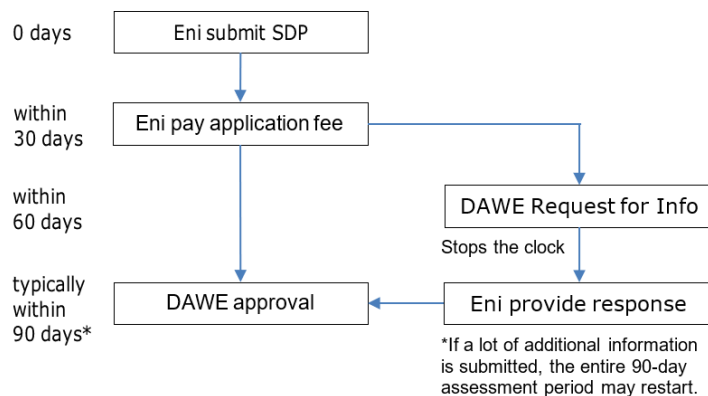 0 days
Eni submit SDP
within
30 days
Eni pay application fee
within
60 days
DAWE Request for Info
Stops the clock
typically
within
90 days*
DAWE approval
Eni provide response
*If a lot of additional information
is submitted, the entire 90-day
assessment period may restart.